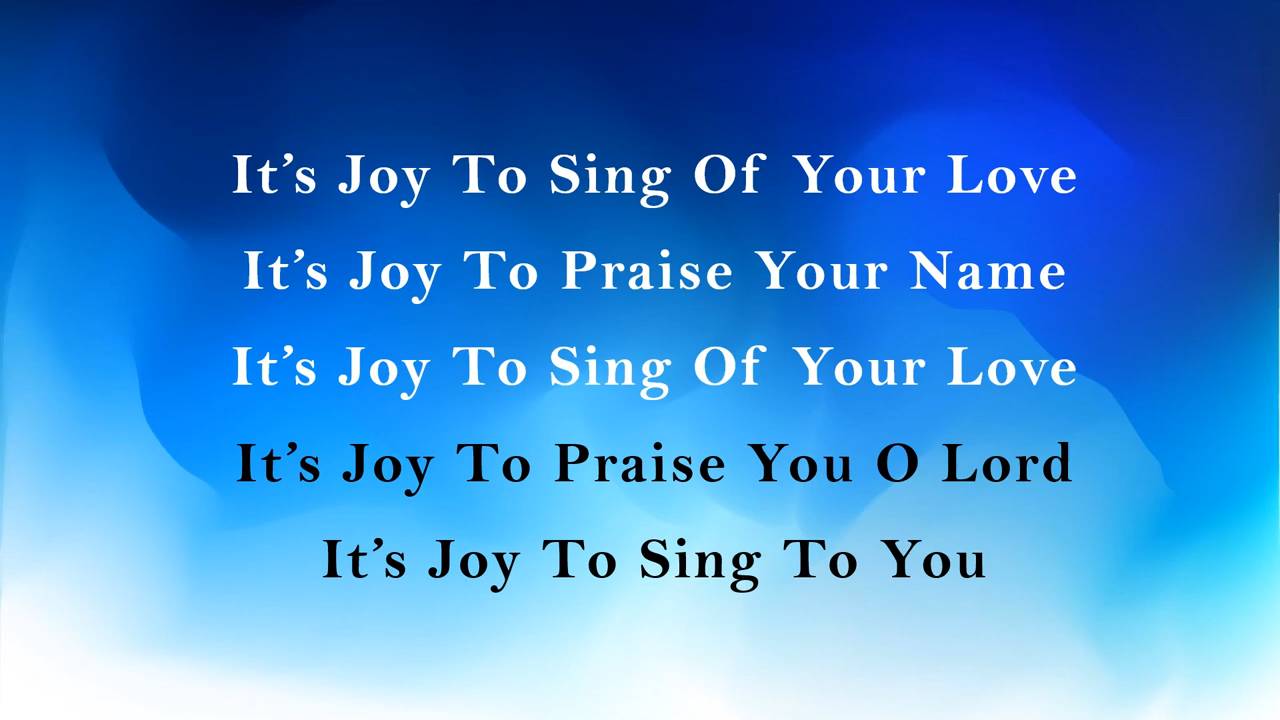 It’s Joy To Sing Of Your Love
It’s Joy To Praise Your Name
It’s Joy To Sing Of Your Love
It’s Joy To Praise You O Lord
It’s Joy To Sing To You